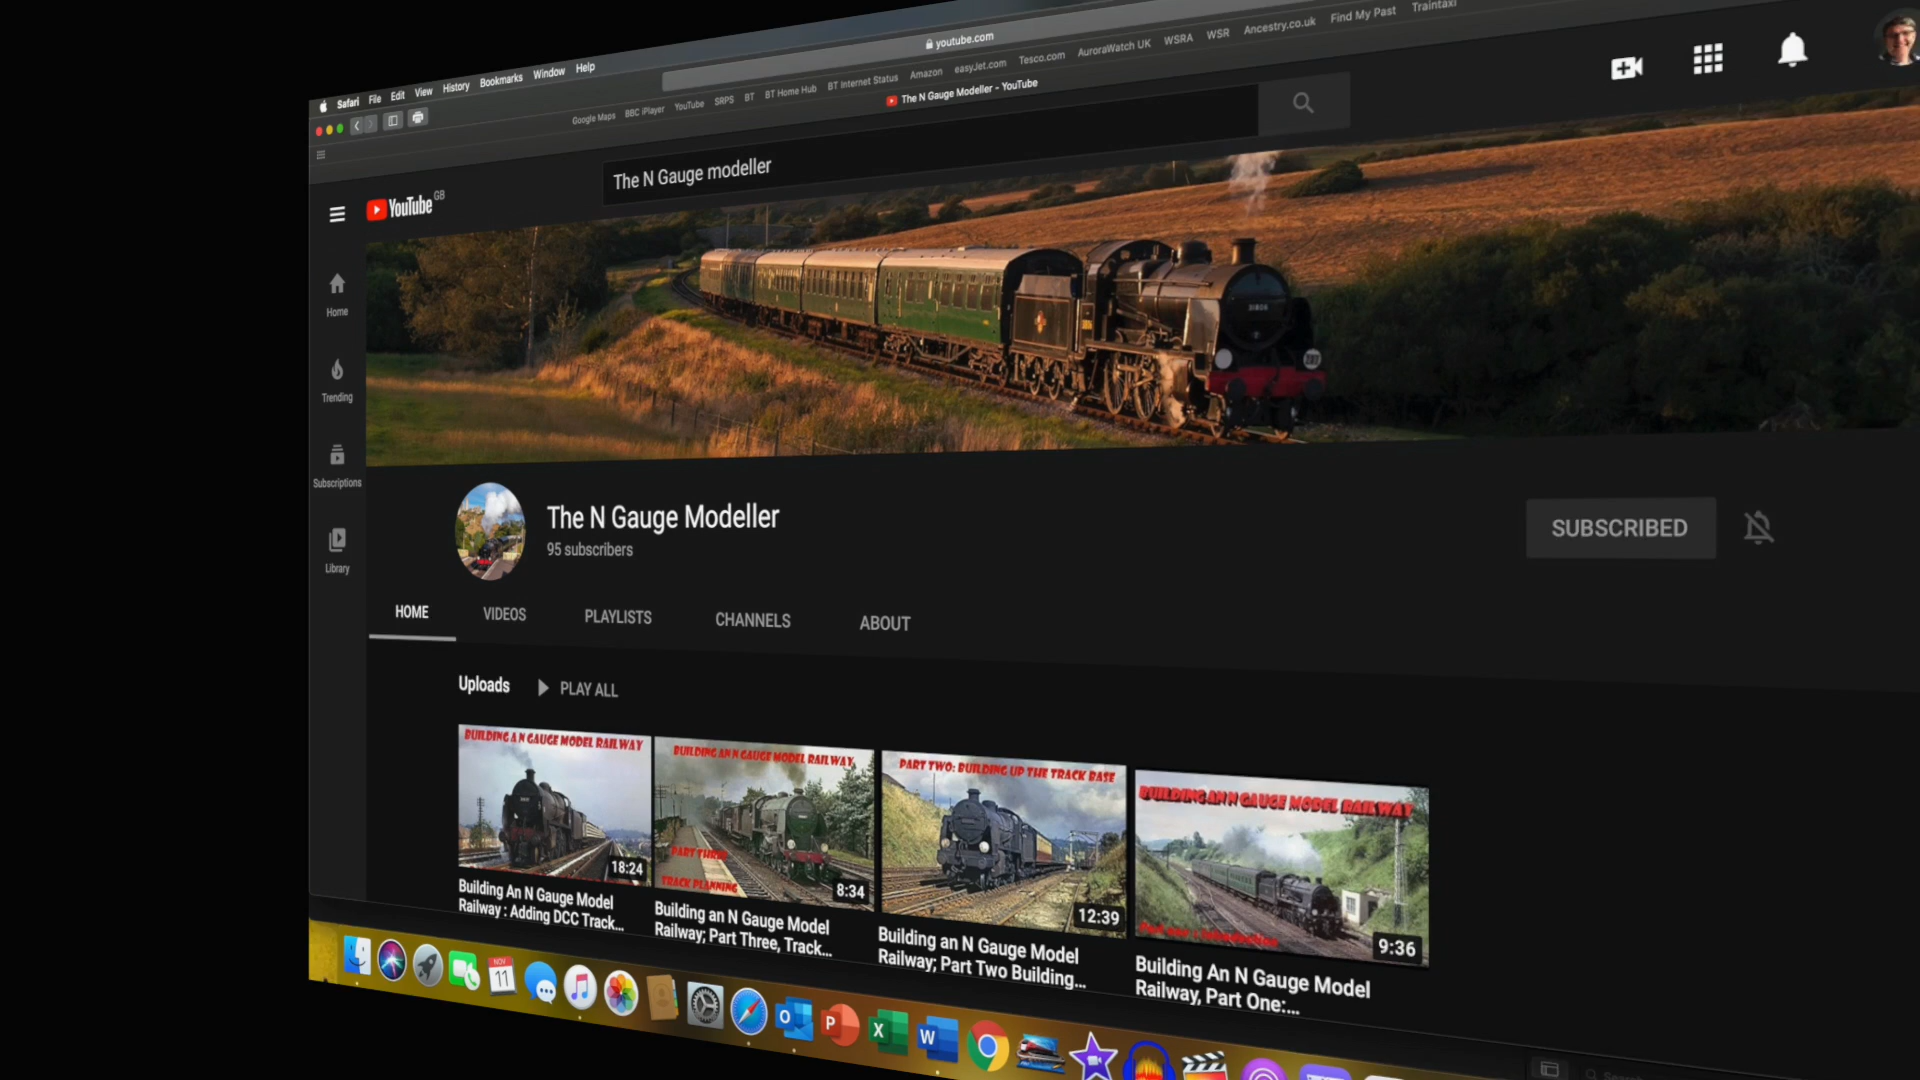 Safari File Edit View History Bookmarks Window Help
youtube.com
Google Maps BBC iPlayer YouTube SRPS BT BT Home Hub BT Internet Status Amazon easyJet.com Tesco.com AuroraWatch UK WSRA WSR Ancestry.co.uk Find My Past Traintaxi
The N Gauge Modeller - YouTube
YouTube GB
The N Gauge modeller
Home
Trending
Subscriptions
Library
The N Gauge Modeller
95 subscribers
SUBSCRIBED
HOME VIDEOS PLAYLISTS CHANNELS ABOUT
Uploads PLAY ALL
BUILDING AN N GAUGE MODEL RAILWAY
18:24
Building An N Gauge Model
Railway : Adding DCC Track...
BUILDING AN N GAUGE MODEL RAILWAY
PART THREE
TRACK PLANNING
8:34
Building an N Gauge Model
Railway; Part Three, Track...
PART TWO: BUILDING UP THE TRACK BASE
12:39
Building an N Gauge Model
Railway; Part Two Building...
BUILDING AN N GAUGE MODEL RAILWAY
9:36
Building An N Gauge Model
Railway, Part One:...
NOV
11
O
P
X
W